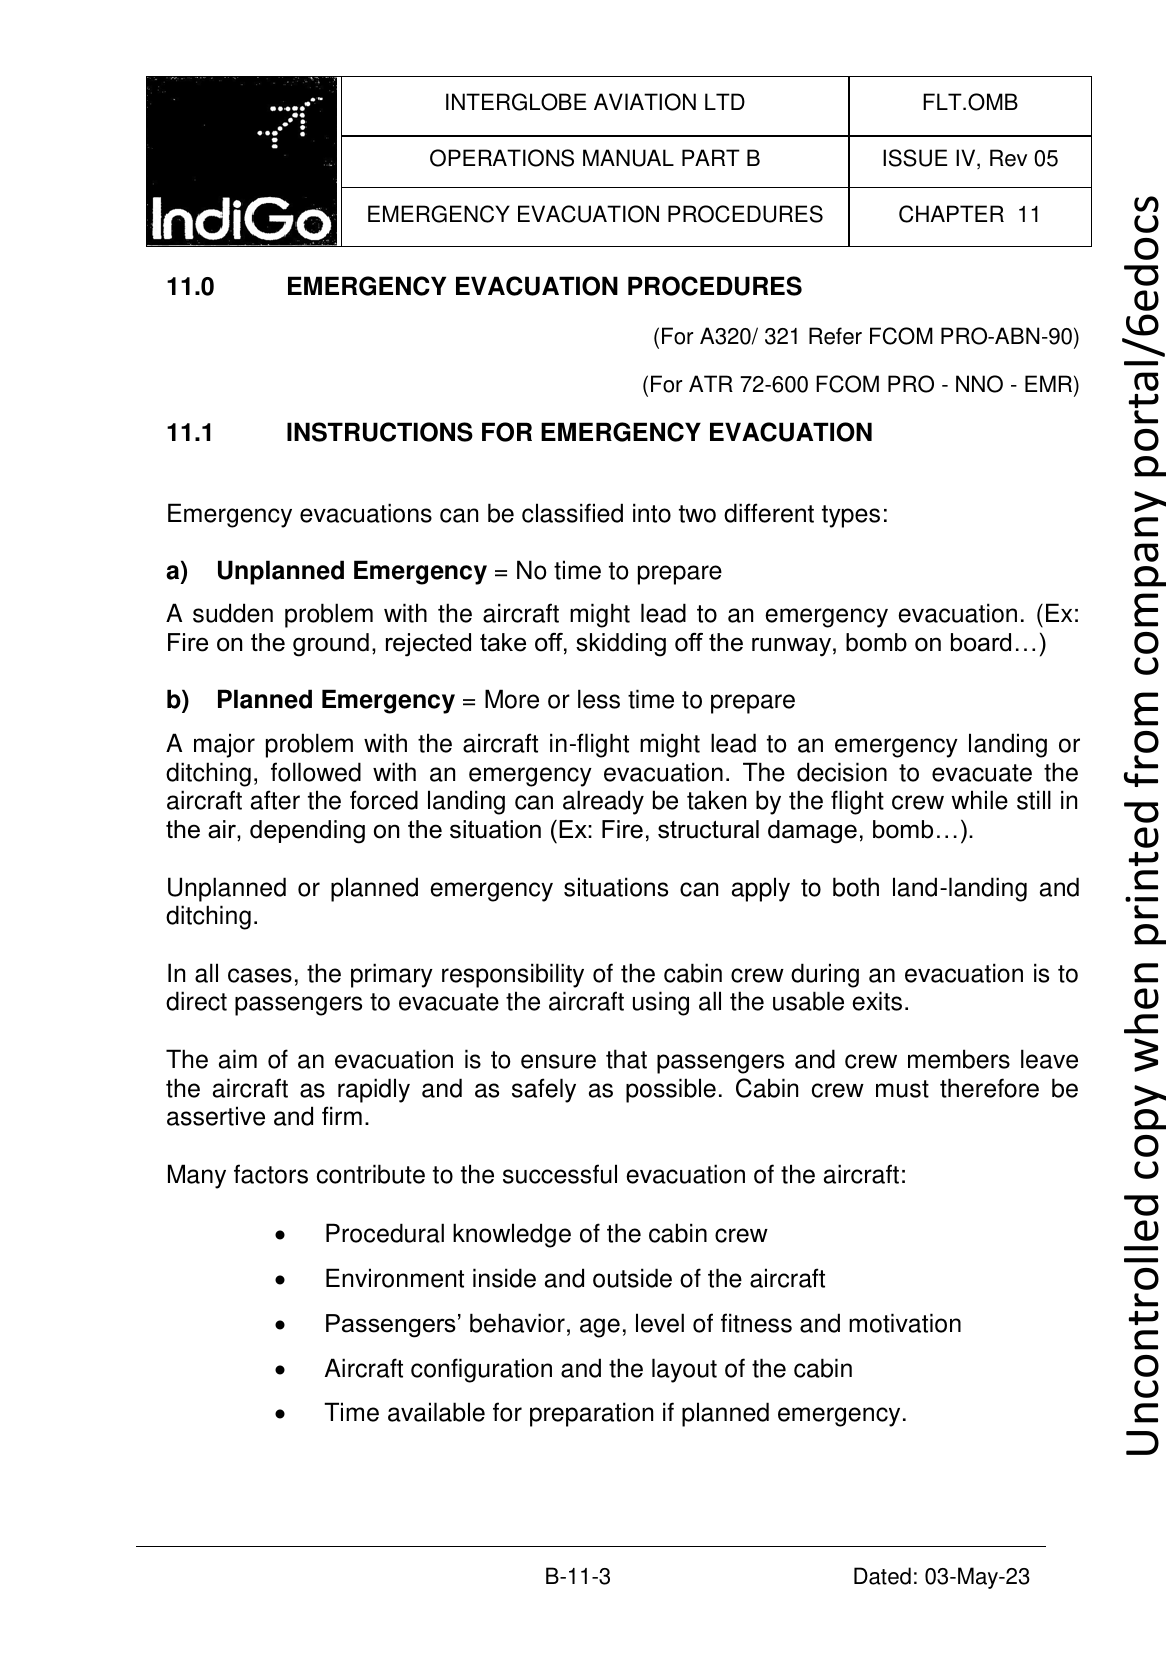 IndiGo
INTERGLOBE AVIATION LTD
FLT.OMB
OPERATIONS MANUAL PART B
ISSUE IV, Rev 05
EMERGENCY EVACUATION PROCEDURES
CHAPTER 11
11.0 EMERGENCY EVACUATION PROCEDURES
(For A320/ 321 Refer FCOM PRO-ABN-90)
(For ATR 72-600 FCOM PRO - NNO - EMR)
11.1 INSTRUCTIONS FOR EMERGENCY EVACUATION
Emergency evacuations can be classified into two different types:
a) Unplanned Emergency = No time to prepare
A sudden problem with the aircraft might lead to an emergency evacuation. (Ex:
Fire on the ground, rejected take off, skidding off the runway, bomb on board…)
b) Planned Emergency = More or less time to prepare
A major problem with the aircraft in-flight might lead to an emergency landing or
ditching, followed with an emergency evacuation. The decision to evacuate the
aircraft after the forced landing can already be taken by the flight crew while still in
the air, depending on the situation (Ex: Fire, structural damage, bomb…).
Unplanned or planned emergency situations can apply to both land-landing and
ditching.
In all cases, the primary responsibility of the cabin crew during an evacuation is to
direct passengers to evacuate the aircraft using all the usable exits.
The aim of an evacuation is to ensure that passengers and crew members leave
the aircraft as rapidly and as safely as possible. Cabin crew must therefore be
assertive and firm.
Many factors contribute to the successful evacuation of the aircraft:
• Procedural knowledge of the cabin crew
• Environment inside and outside of the aircraft
• Passengers’ behavior, age, level of fitness and motivation
• Aircraft configuration and the layout of the cabin
• Time available for preparation if planned emergency.
B-11-3
Dated: 03-May-23
Uncontrolled copy when printed from company portal/6edocs